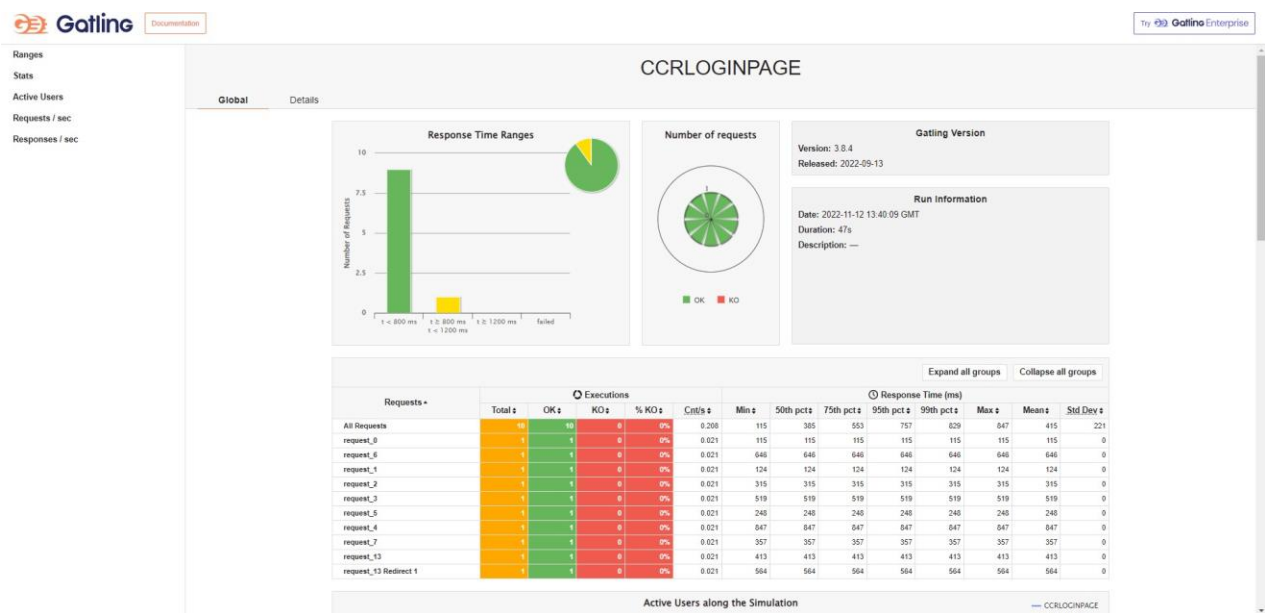 Gatling Documentation Try Gatling Enterprise
Ranges
Stats
Active Users
Requests / sec
Responses / sec
CCRLOGINPAGE
Global Details
Response Time Ranges
Number of Requests
10
7.5
5
2.5
0
t < 800 ms t ≥ 800 ms t ≥ 1200 ms failed
t < 1200 ms
Number of requests
1
0
OK KO
Gatling Version
Version: 3.8.4
Released: 2022-09-13
Run Information
Date: 2022-11-12 13:40:09 GMT
Duration: 47s
Description: —
Expand all groups Collapse all groups
Requests Executions Response Time (ms)
Total OK KO % KO Cnt/s Min 50th pct 75th pct 95th pct 99th pct Max Mean Std Dev
All Requests 10 10 0 0% 0.208 115 385 553 757 829 847 415 221
request_0 1 1 0 0% 0.021 115 115 115 115 115 115 115 0
request_6 1 1 0 0% 0.021 646 646 646 646 646 646 646 0
request_1 1 1 0 0% 0.021 124 124 124 124 124 124 124 0
request_2 1 1 0 0% 0.021 315 315 315 315 315 315 315 0
request_3 1 1 0 0% 0.021 519 519 519 519 519 519 519 0
request_5 1 1 0 0% 0.021 248 248 248 248 248 248 248 0
request_4 1 1 0 0% 0.021 847 847 847 847 847 847 847 0
request_7 1 1 0 0% 0.021 357 357 357 357 357 357 357 0
request_13 1 1 0 0% 0.021 413 413 413 413 413 413 413 0
request_13 Redirect 1 1 1 0 0% 0.021 564 564 564 564 564 564 564 0
Active Users along the Simulation
CCRLOGINPAGE